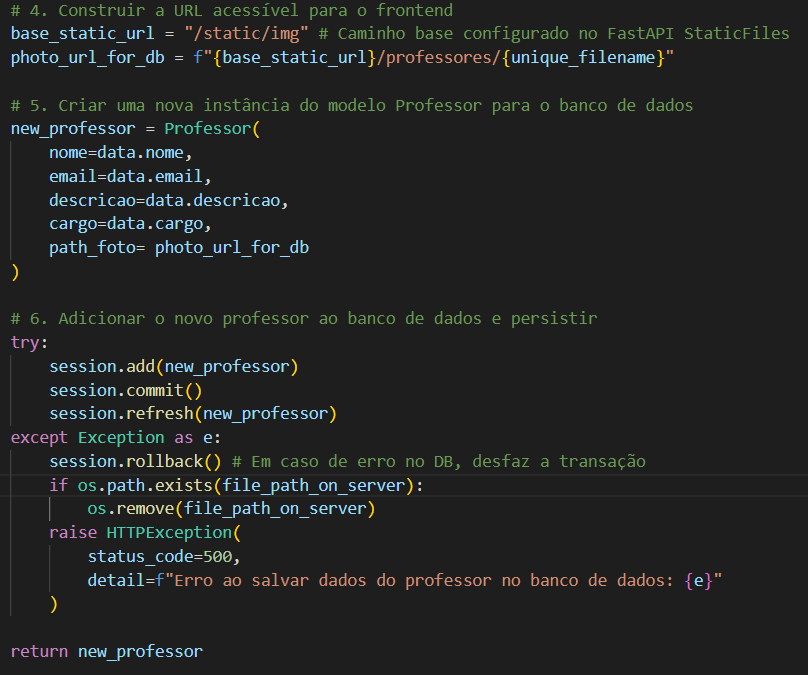 # 4. Construir a URL acessível para o frontend
base_static_url = "/static/img" # Caminho base configurado no FastAPI StaticFiles
photo_url_for_db = f"{base_static_url}/professores/{unique_filename}"
# 5. Criar uma nova instância do modelo Professor para o banco de dados
new_professor = Professor(
    nome=data.nome,
    email=data.email,
    descricao=data.descricao,
    cargo=data.cargo,
    path_foto= photo_url_for_db
)
# 6. Adicionar o novo professor ao banco de dados e persistir
try:
    session.add(new_professor)
    session.commit()
    session.refresh(new_professor)
except Exception as e:
    session.rollback() # Em caso de erro no DB, desfaz a transação
    if os.path.exists(file_path_on_server):
        os.remove(file_path_on_server)
    raise HTTPException(
        status_code=500,
        detail=f"Erro ao salvar dados do professor no banco de dados: {e}"
    )
return new_professor